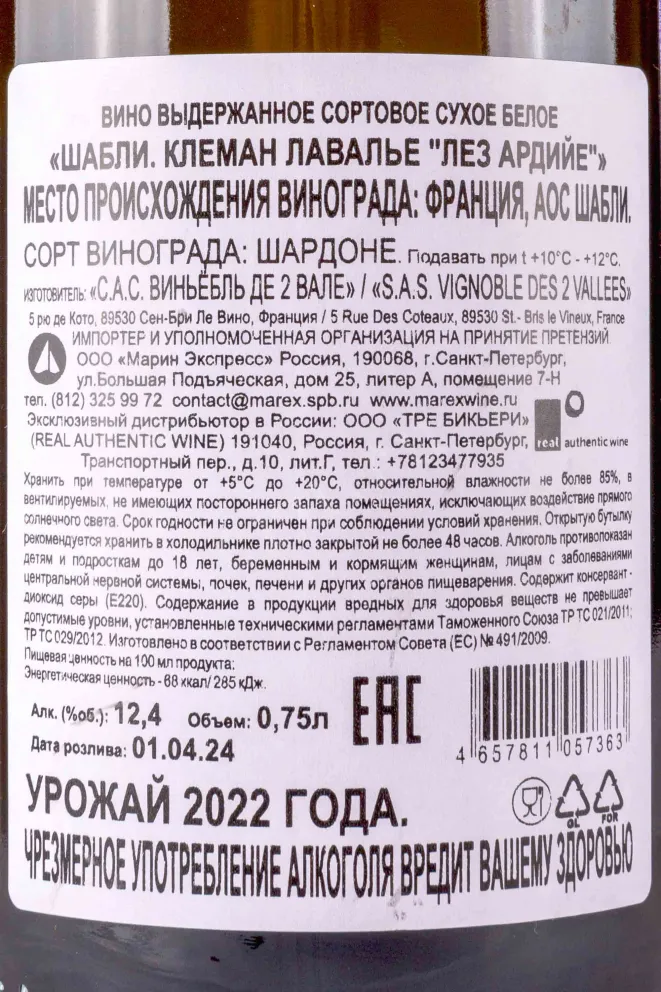 ВИНО ВЫДЕРЖАННОЕ СОРТОВОЕ СУХОЕ БЕЛОЕ
«ШАБЛИ. КЛЕМАН ЛАВАЛЬЕ "ЛЕЗ АРДИЙЕ"»
МЕСТО ПРОИСХОЖДЕНИЯ ВИНОГРАДА: ФРАНЦИЯ, АОС ШАБЛИ.
СОРТ ВИНОГРАДА: ШАРДОНЕ. Подавать при t +10°C - +12°C.
ИЗГОТОВИТЕЛЬ: «С.А.С. ВИНЬЁБЛЬ ДЕ 2 ВАЛЕ» / «S.A.S. VIGNOBLE DES 2 VALLEES»
5 рю де Кото, 89530 Сен-Бри Ле Вино, Франция / 5 Rue Des Coteaux, 89530 St.- Bris le Vineux, France
ИМПОРТЕР И УПОЛНОМОЧЕННАЯ ОРГАНИЗАЦИЯ НА ПРИНЯТИЕ ПРЕТЕНЗИЙ
ООО «Марин Экспресс» Россия, 190068, г.Санкт-Петербург,
ул.Большая Подъяческая, дом 25, литер А, помещение 7-Н
тел. (812) 325 99 72 contact@marex.spb.ru www.marexwine.ru
Эксклюзивный дистрибьютор в России: ООО «ТРЕ БИКЬЕРИ»
(REAL AUTHENTIC WINE) 191040, Россия, г. Санкт-Петербург,
real authentic wine
Транспортный пер., д.10, лит.Г, тел.: +78123477935
Хранить при температуре от +5°C до +20°C, относительной влажности не более 85%, в
вентилируемых, не имеющих постороннего запаха помещениях, исключающих воздействие прямого
солнечного света. Срок годности не ограничен при соблюдении условий хранения. Открытую бутылку
рекомендуется хранить в холодильнике плотно закрытой не более 48 часов. Алкоголь противопоказан
детям и подросткам до 18 лет, беременным и кормящим женщинам, лицам с заболеваниями
центральной нервной системы, почек, печени и других органов пищеварения. Содержит консервант -
диоксид серы (E220). Содержание в продукции вредных для здоровья веществ не превышает
допустимые уровни, установленные техническими регламентами Таможенного Союза ТР ТС 021/2011;
ТР ТС 029/2012. Изготовлено в соответствии с Регламентом Совета (ЕС) № 491/2009.
Пищевая ценность на 100 мл продукта:
Энергетическая ценность - 68 ккал/ 285 кДж.
Алк. (%об.): 12,4 Объем: 0,75л
EAC
Дата розлива: 01.04.24
4 657811 057363
УРОЖАЙ 2022 ГОДА.
GL FOR
ЧРЕЗМЕРНОЕ УПОТРЕБЛЕНИЕ АЛКОГОЛЯ ВРЕДИТ ВАШЕМУ ЗДОРОВЬЮ